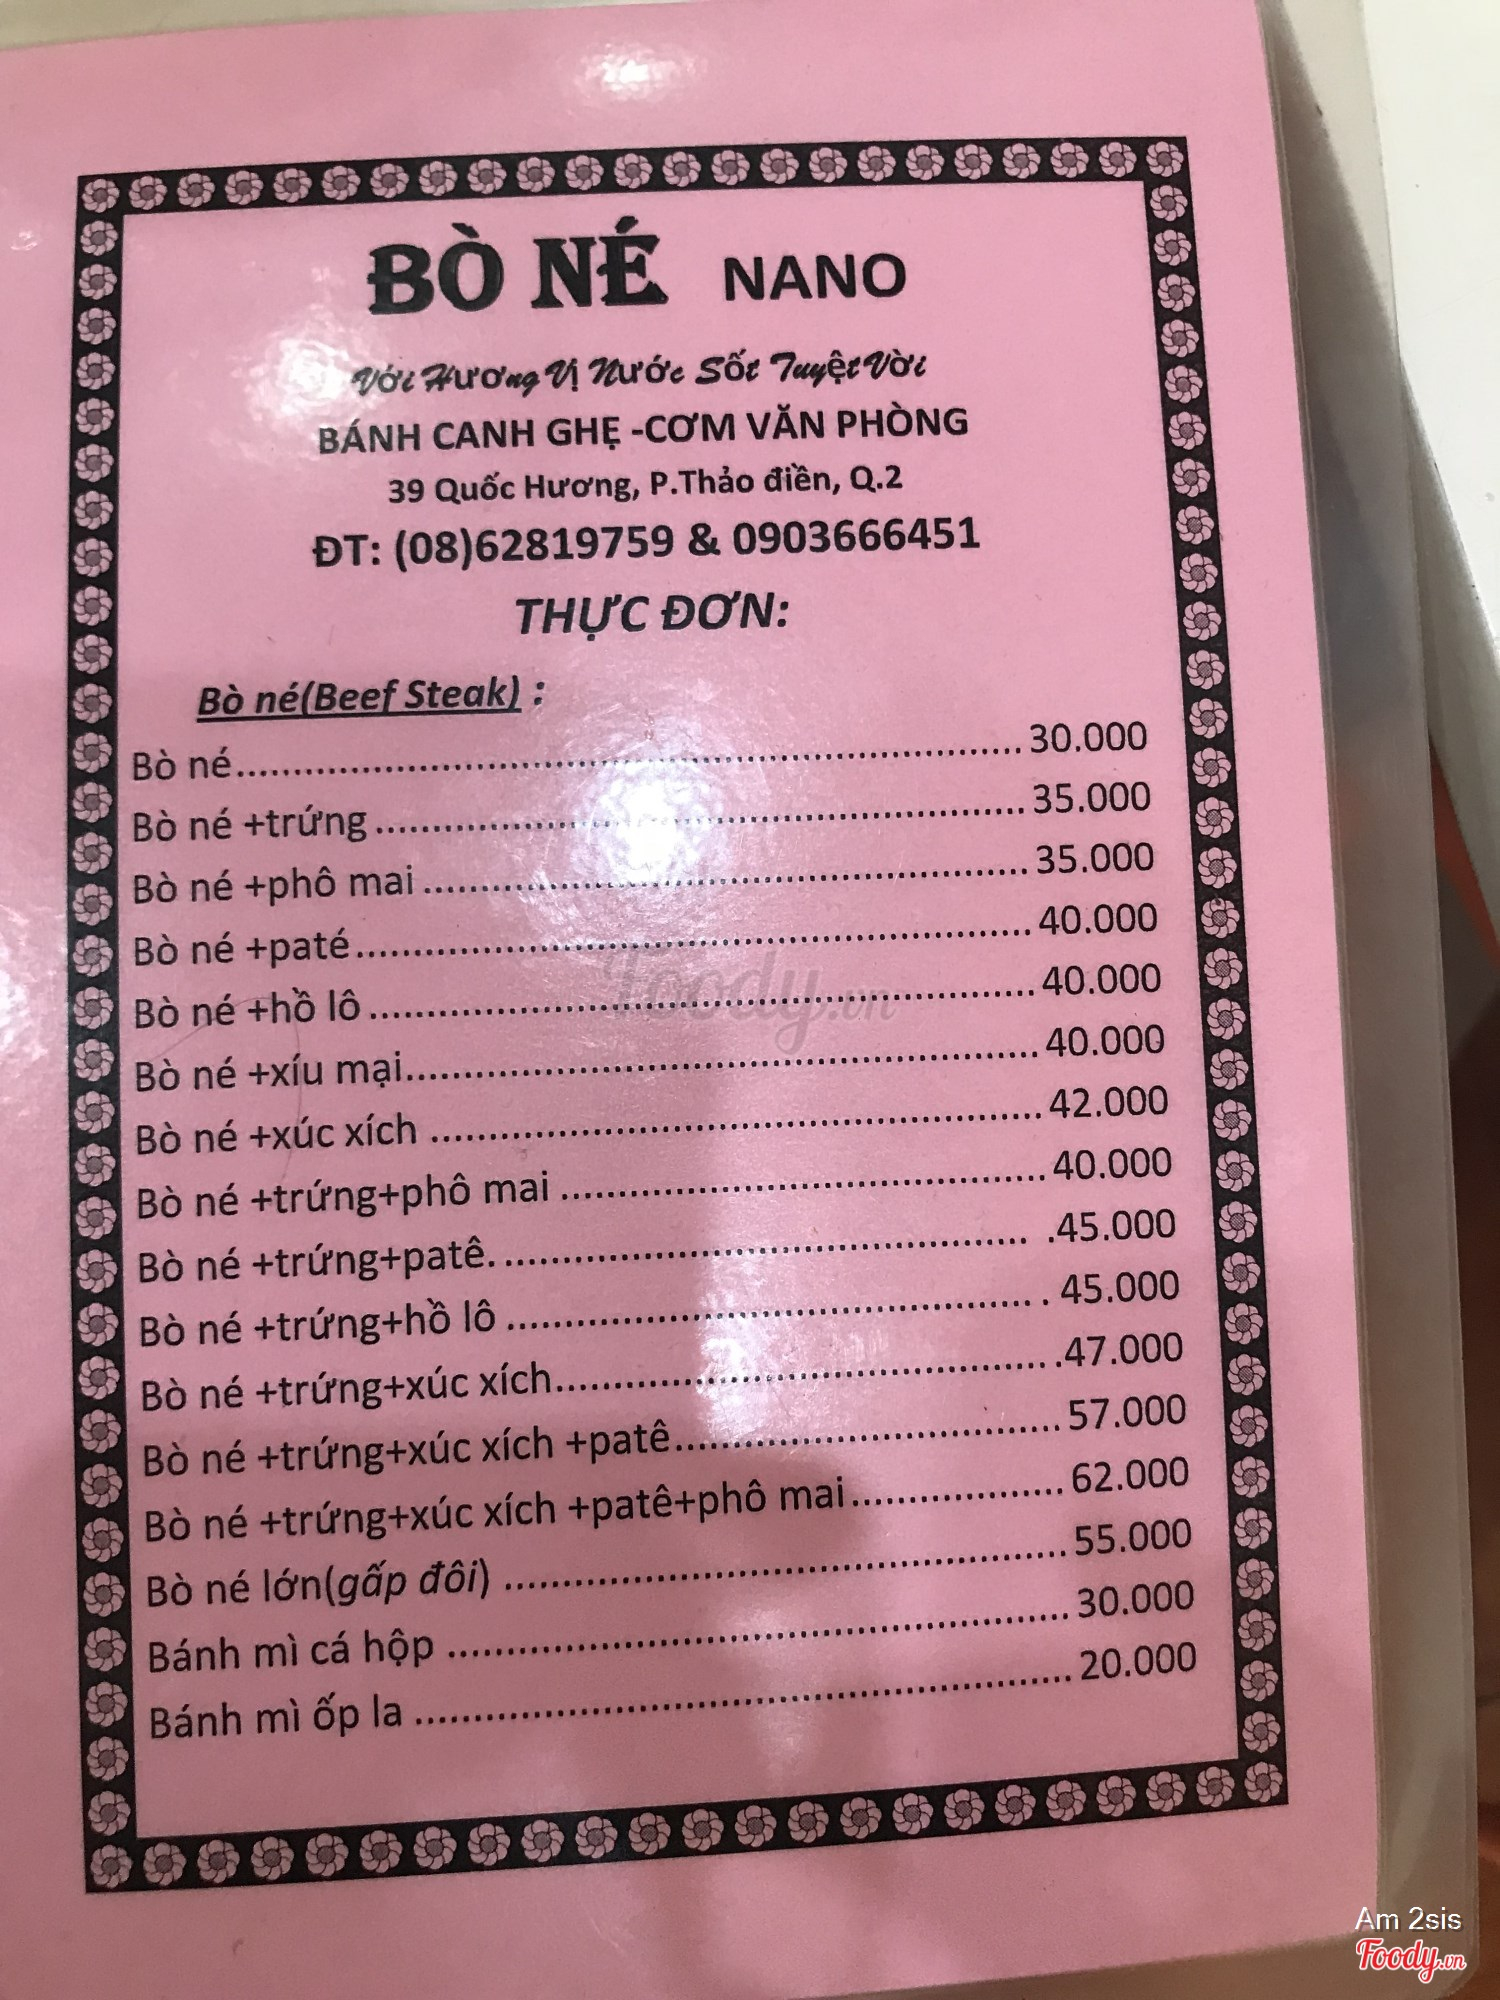 BÒ NÉ NANO
Với Hương Vị Nước Sốt Tuyệt Vời
BÁNH CANH GHẸ -CƠM VĂN PHÒNG
39 Quốc Hương, P.Thảo điền, Q.2
ĐT: (08)62819759 & 0903666451
THỰC ĐƠN:
Bò né(Beef Steak) :
Bò né.................................................................... 30.000
Bò né +trứng ........................................................ 35.000
Bò né +phô mai .................................................... 35.000
Bò né +paté.......................................................... 40.000
Bò né +hồ lô ......................................................... 40.000
Bò né +xíu mại...................................................... 40.000
Bò né +xúc xích .................................................... 42.000
Bò né +trứng+phô mai ......................................... 40.000
Bò né +trứng+patê. ............................................. .45.000
Bò né +trứng+hồ lô ............................................. . 45.000
Bò né +trứng+xúc xích......................................... .47.000
Bò né +trứng+xúc xích +patê................................ 57.000
Bò né +trứng+xúc xích +patê+phô mai.................. 62.000
Bò né lớn(gấp đôi) ............................................... 55.000
Bánh mì cá hộp .................................................... 30.000
Bánh mì ốp la ....................................................... 20.000
Foody.vn
Am 2sis
Foody.vn